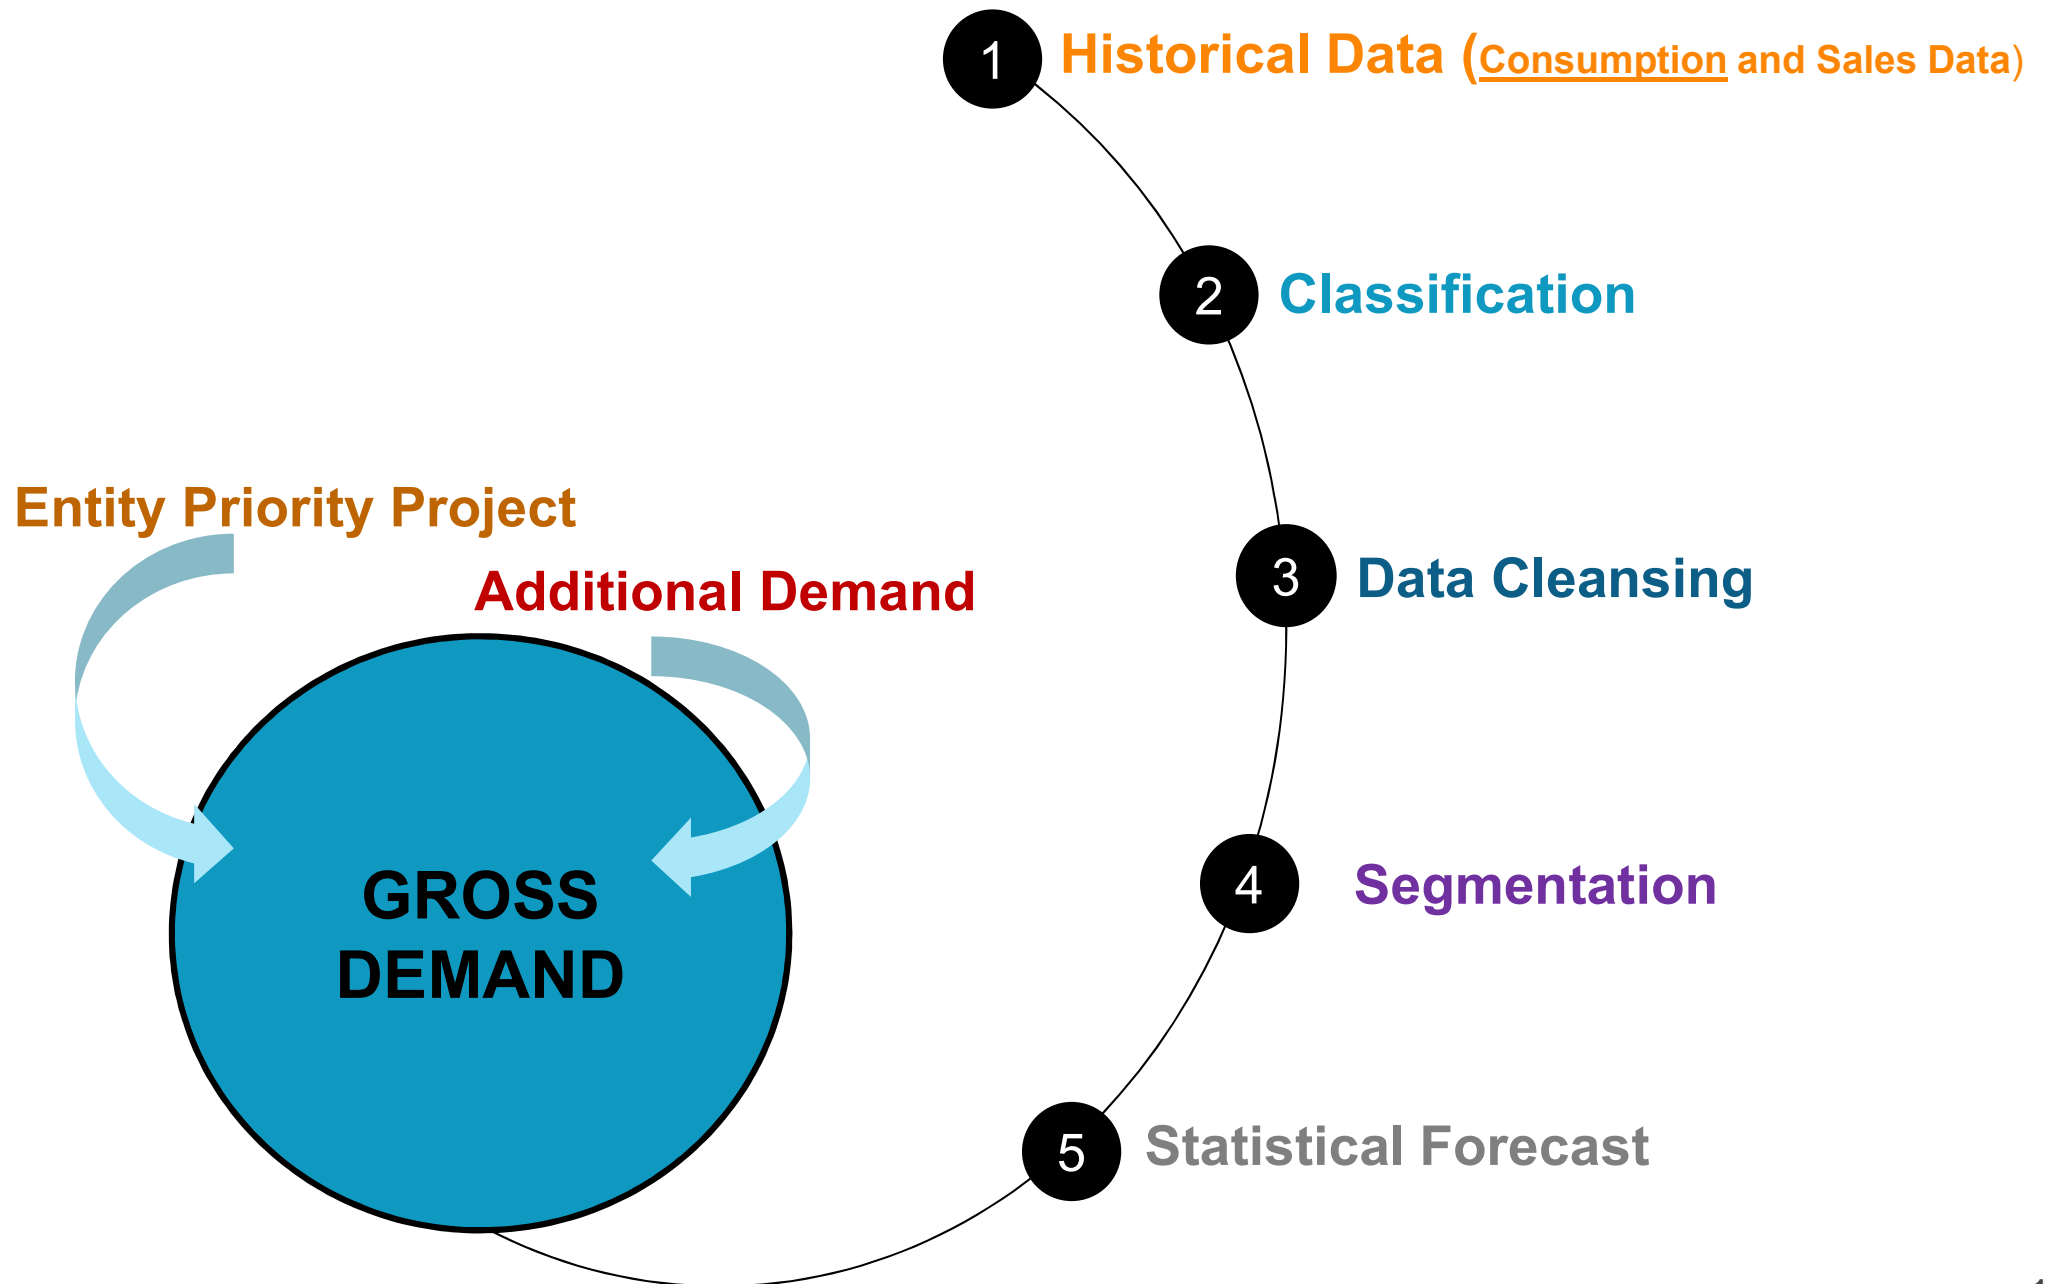 1 Historical Data (Consumption and Sales Data)
2 Classification
Entity Priority Project
Additional Demand
3 Data Cleansing
GROSS
DEMAND
4 Segmentation
5 Statistical Forecast